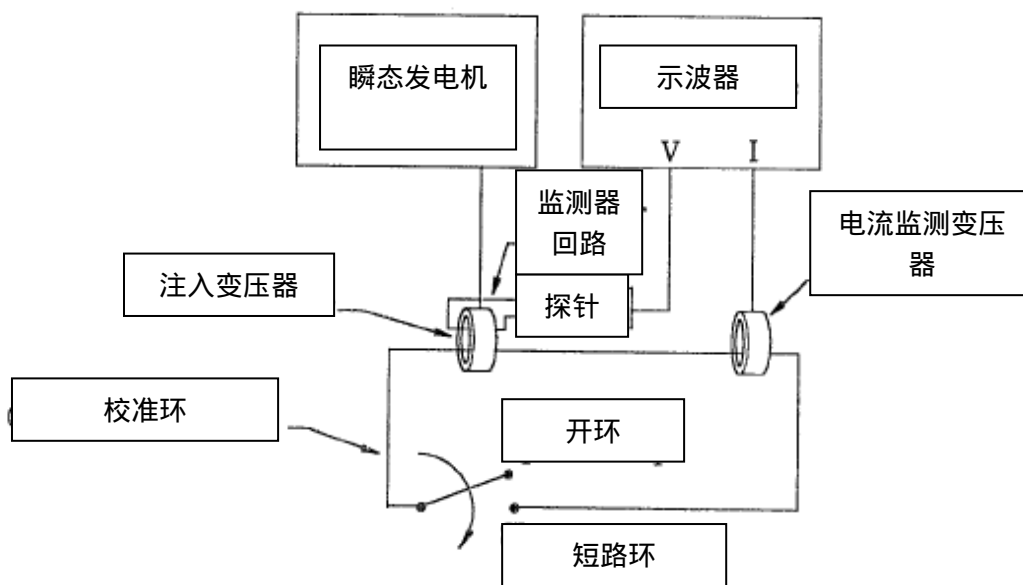 瞬态发电机
示波器
V
I
监测器
回路
电流监测变压
器
注入变压器
探针
校准环
开环
短路环